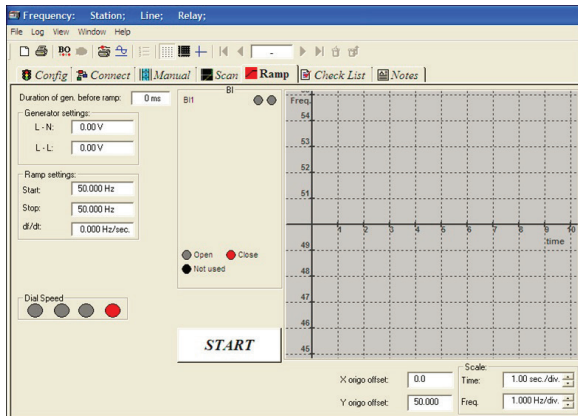 Frequency: Station; Line; Relay;
File Log View Window Help
BQ
-
Config Connect Manual Scan Ramp Check List Notes
Duration of gen. before ramp: 0 ms
Generator settings:
L - N: 0.00 V
L - L: 0.00 V
Ramp settings:
Start: 50.000 Hz
Stop: 50.000 Hz
df/dt: 0.000 Hz/sec.
Dial Speed
BI
BI1
Open Close
Not used
START
Freq.
54
53
52
51
1 2 3 4 5 6 7 8 9 10
time
49
48
47
46
45
X origo offset: 0.0
Y origo offset: 50.000
Scale:
Time: 1.00 sec./div.
Freq. 1.000 Hz/div.